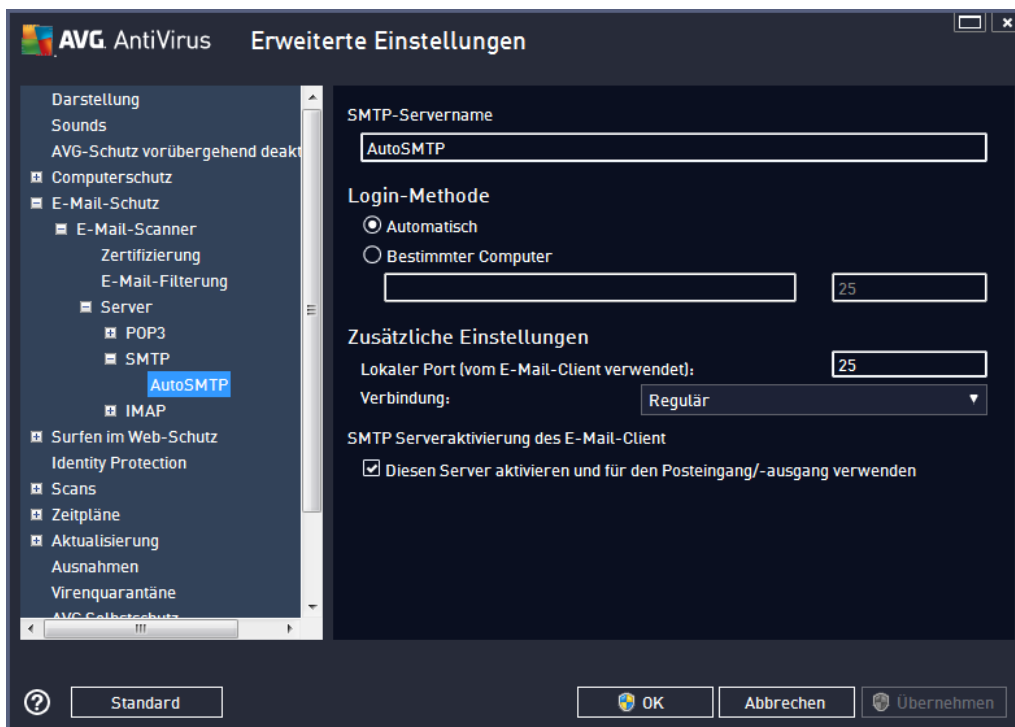 AVG. AntiVirus Erweiterte Einstellungen
Darstellung
Sounds
AVG-Schutz vorübergehend deakt
Computerschutz
E-Mail-Schutz
E-Mail-Scanner
Zertifizierung
E-Mail-Filterung
Server
POP3
SMTP
AutoSMTP
IMAP
Surfen im Web-Schutz
Identity Protection
Scans
Zeitpläne
Aktualisierung
Ausnahmen
Virenquarantäne
AVG Selbstschutz
SMTP-Servername
AutoSMTP
Login-Methode
Automatisch
Bestimmter Computer
25
Zusätzliche Einstellungen
Lokaler Port (vom E-Mail-Client verwendet): 25
Verbindung: Regulär
SMTP Serveraktivierung des E-Mail-Client
Diesen Server aktivieren und für den Posteingang/-ausgang verwenden
Standard OK Abbrechen Übernehmen